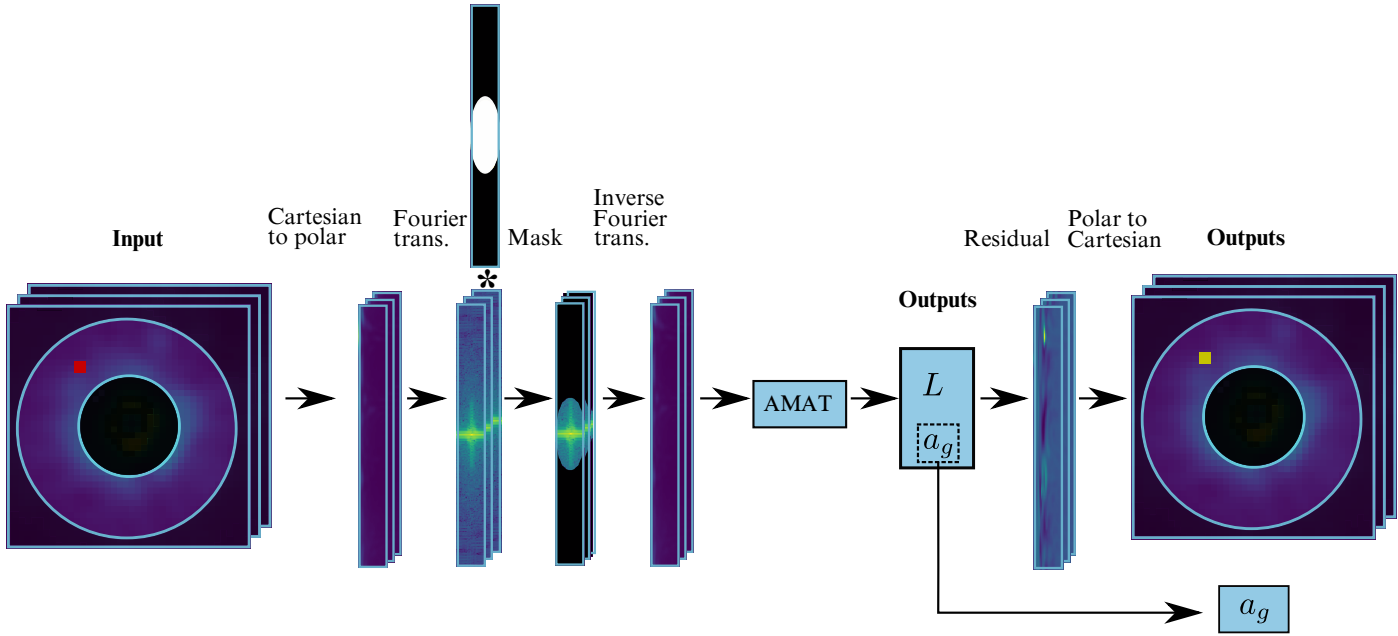 Input
Cartesian
to polar
Fourier
trans.
*
Mask
Inverse
Fourier
trans.
AMAT
Outputs
L
a_g
Residual
Polar to
Cartesian
Outputs
a_g